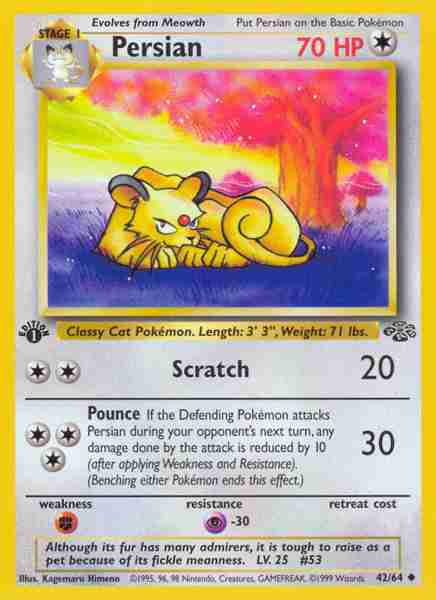 Evolves from Meowth
Put Persian on the Basic Pokémon
STAGE 1
Persian
70 HP
EDITION
1
Classy Cat Pokémon. Length: 3' 3", Weight: 71 lbs.
Scratch
20
Pounce If the Defending Pokémon attacks
Persian during your opponent's next turn, any
damage done by the attack is reduced by 10
(after applying Weakness and Resistance).
(Benching either Pokémon ends this effect.)
30
weakness
resistance
retreat cost
-30
Although its fur has many admirers, it is tough to raise as a
pet because of its fickle meanness. LV. 25 #53
Illus. Kagemaru Himeno
©1995, 96, 98 Nintendo, Creatures, GAMEFREAK. ©1999 Wizards.
42/64